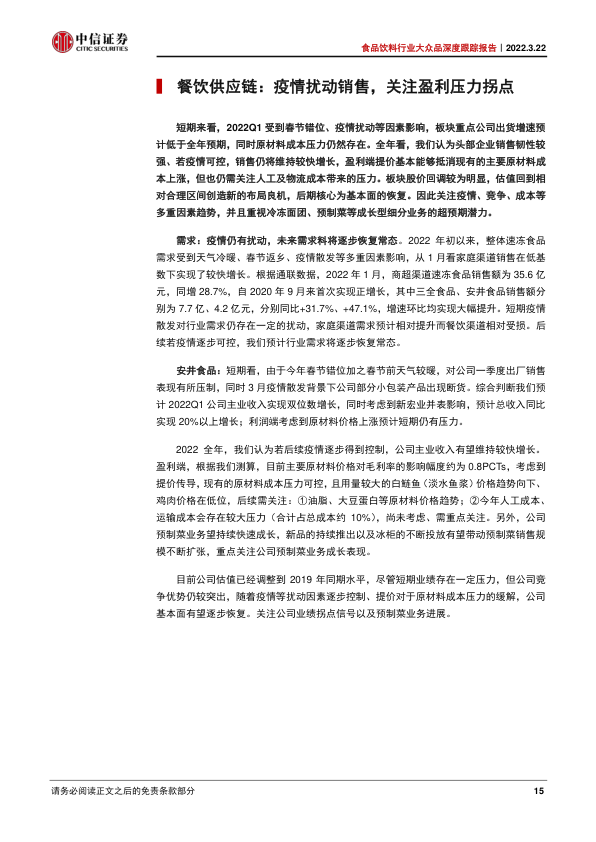 中信证券
CITIC SECURITIES
食品饮料行业大众品深度跟踪报告｜2022.3.22
餐饮供应链：疫情扰动销售，关注盈利压力拐点
短期来看，2022Q1 受到春节错位、疫情扰动等因素影响，板块重点公司出货增速预
计低于全年预期，同时原材料成本压力仍然存在。全年看，我们认为头部企业销售韧性较
强、若疫情可控，销售仍将维持较快增长，盈利端提价基本能够抵消现有的主要原材料成
本上涨，但也仍需关注人工及物流成本带来的压力。板块股价回调较为明显，估值回到相
对合理区间创造新的布局良机，后期核心为基本面的恢复。因此关注疫情、竞争、成本等
多重因素趋势，并且重视冷冻面团、预制菜等成长型细分业务的超预期潜力。
需求：疫情仍有扰动，未来需求料将逐步恢复常态。2022 年初以来，整体速冻食品
需求受到天气冷暖、春节返乡、疫情散发等多重因素影响，从 1 月看家庭渠道销售在低基
数下实现了较快增长。根据通联数据，2022 年 1 月，商超渠道速冻食品销售额为 35.6 亿
元，同增 28.7%，自 2020 年 9 月来首次实现正增长，其中三全食品、安井食品销售额分
别为 7.7 亿、4.2 亿元，分别同比+31.7%、+47.1%，增速环比均实现大幅提升。短期疫情
散发对行业需求仍存在一定的扰动，家庭渠道需求预计相对提升而餐饮渠道相对受损。后
续若疫情逐步可控，我们预计行业需求将逐步恢复常态。
安井食品：短期看，由于今年春节错位加之春节前天气较暖，对公司一季度出厂销售
表现有所压制，同时 3 月疫情散发背景下公司部分小包装产品出现断货。综合判断我们预
计 2022Q1 公司主业收入实现双位数增长，同时考虑到新宏业并表影响，预计总收入同比
实现 20%以上增长；利润端考虑到原材料价格上涨预计短期仍有压力。
2022 全年，我们认为若后续疫情逐步得到控制，公司主业收入有望维持较快增长。
盈利端，根据我们测算，目前主要原材料价格对毛利率的影响幅度约为 0.8PCTs，考虑到
提价传导，现有的原材料成本压力可控，且用量较大的白鲢鱼（淡水鱼浆）价格趋势向下、
鸡肉价格在低位，后续需关注：①油脂、大豆蛋白等原材料价格趋势；②今年人工成本、
运输成本会存在较大压力（合计占总成本约 10%），尚未考虑、需重点关注。另外，公司
预制菜业务望持续快速成长，新品的持续推出以及冰柜的不断投放有望带动预制菜销售规
模不断扩张，重点关注公司预制菜业务成长表现。
目前公司估值已经调整到 2019 年同期水平，尽管短期业绩存在一定压力，但公司竞
争优势仍较突出，随着疫情等扰动因素逐步控制、提价对于原材料成本压力的缓解，公司
基本面有望逐步恢复。关注公司业绩拐点信号以及预制菜业务进展。
请务必阅读正文之后的免责条款部分
15